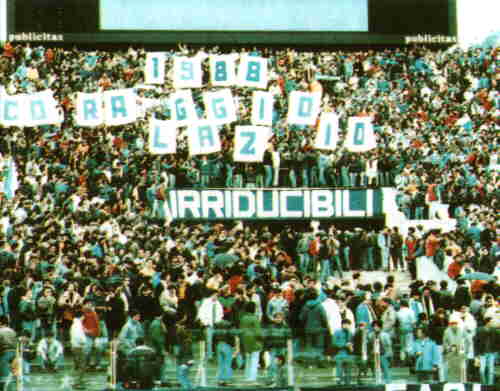 publicitas publicitas
1988
CORAGGIO
LAZIO
IRRIDUCIBILI